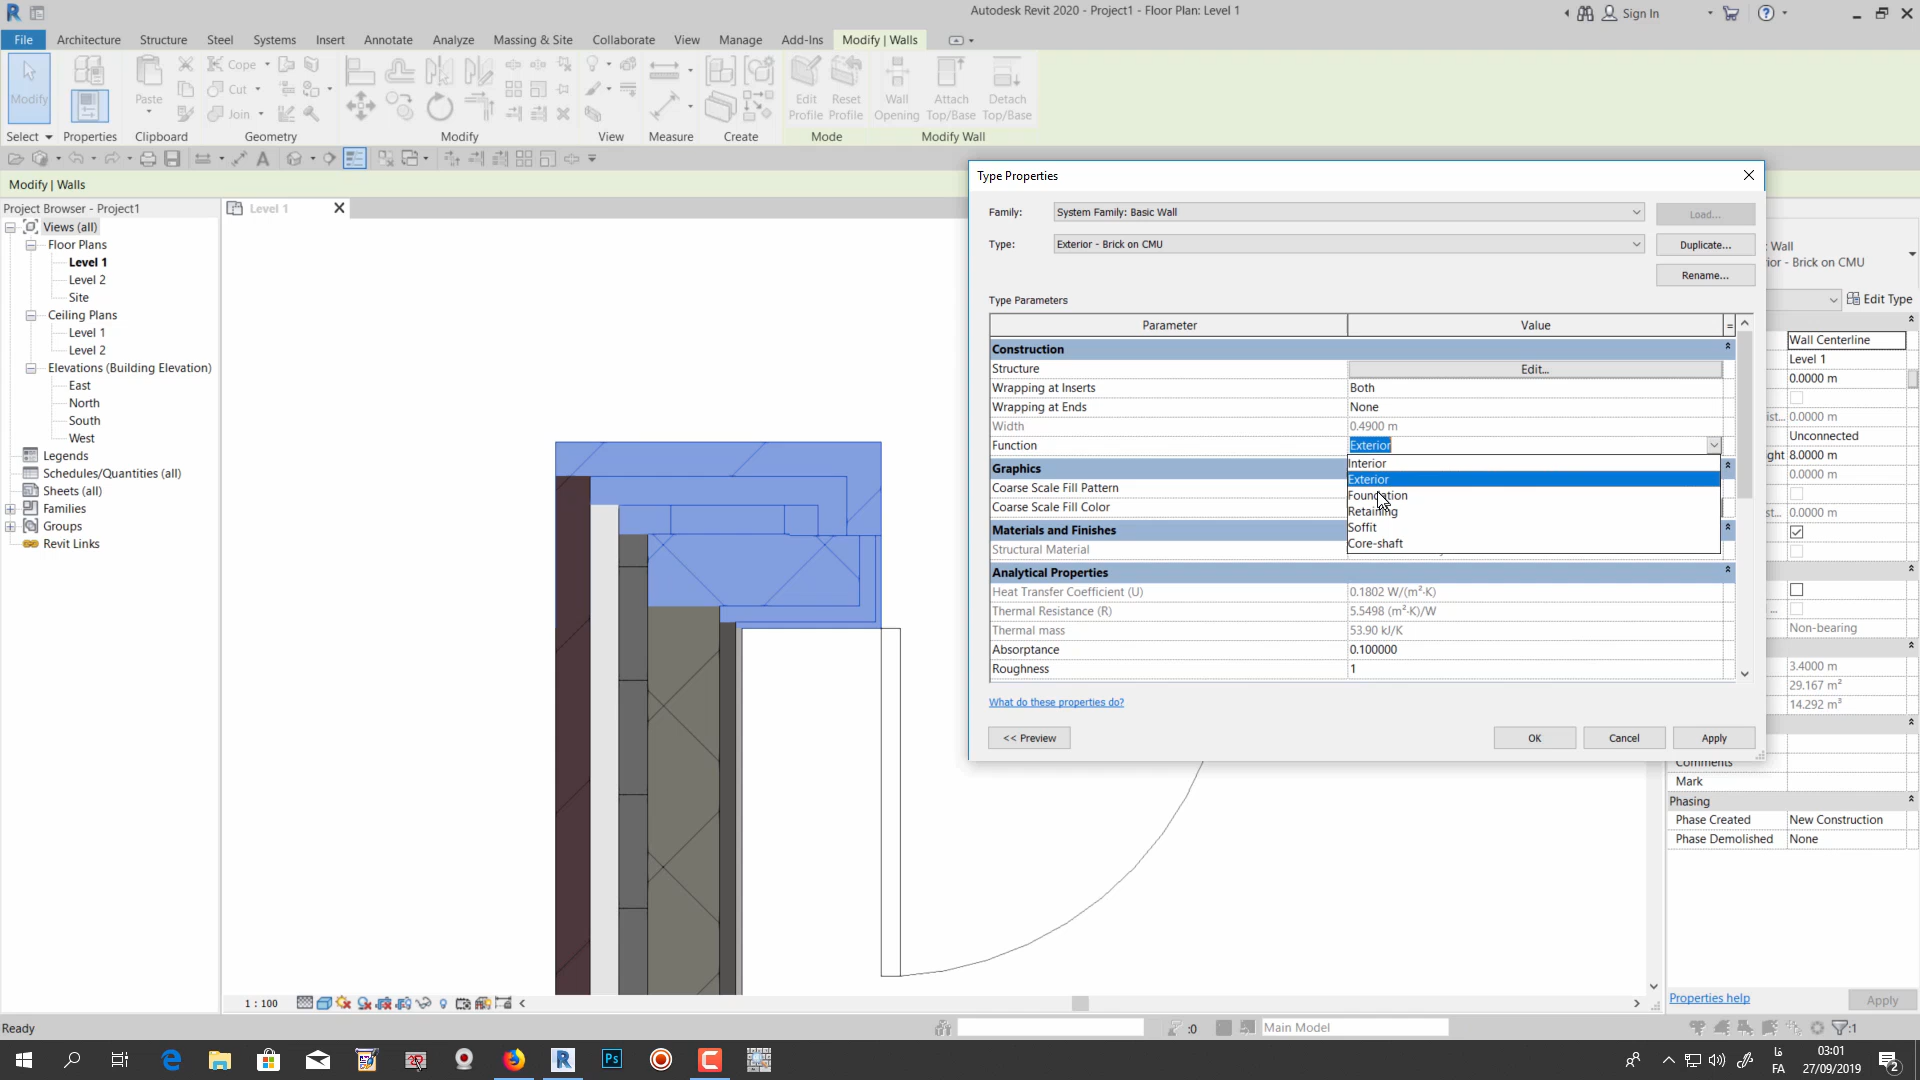 Autodesk Revit 2020 - Project1 - Floor Plan: Level 1
Sign In
File Architecture Structure Steel Systems Insert Annotate Analyze Massing & Site Collaborate View Manage Add-Ins Modify | Walls
Modify
Paste
Cope
Cut
Join
Edit Profile
Reset Profile
Wall Opening
Attach Top/Base
Detach Top/Base
Select Properties Clipboard Geometry Modify View Measure Create Mode Modify Wall
Modify | Walls
Project Browser - Project1
Views (all)
Floor Plans
Level 1
Level 2
Site
Ceiling Plans
Level 1
Level 2
Elevations (Building Elevation)
East
North
South
West
Legends
Schedules/Quantities (all)
Sheets (all)
Families
Groups
Revit Links
Level 1
Type Properties
Family: System Family: Basic Wall Load...
Type: Exterior - Brick on CMU Duplicate...
Rename...
Type Parameters
Parameter Value =
Construction
Structure Edit...
Wrapping at Inserts Both
Wrapping at Ends None
Width 0.4900 m
Function Exterior
Interior
Exterior
Foundation
Retaining
Soffit
Core-shaft
Graphics
Coarse Scale Fill Pattern
Coarse Scale Fill Color
Materials and Finishes
Structural Material
Analytical Properties
Heat Transfer Coefficient (U) 0.1802 W/(m²·K)
Thermal Resistance (R) 5.5498 (m²·K)/W
Thermal mass 53.90 kJ/K
Absorptance 0.100000
Roughness 1
What do these properties do?
<< Preview OK Cancel Apply
Wall
ior - Brick on CMU
Edit Type
Wall Centerline
Level 1
0.0000 m
ist... 0.0000 m
Unconnected
ght 8.0000 m
0.0000 m
0.0000 m
...
Non-bearing
3.4000 m
29.167 m²
14.292 m³
Comments
Mark
Phasing
Phase Created New Construction
Phase Demolished None
Properties help Apply
1 : 100
Ready
:0
Main Model
:1
فا
FA
03:01
27/09/2019
2